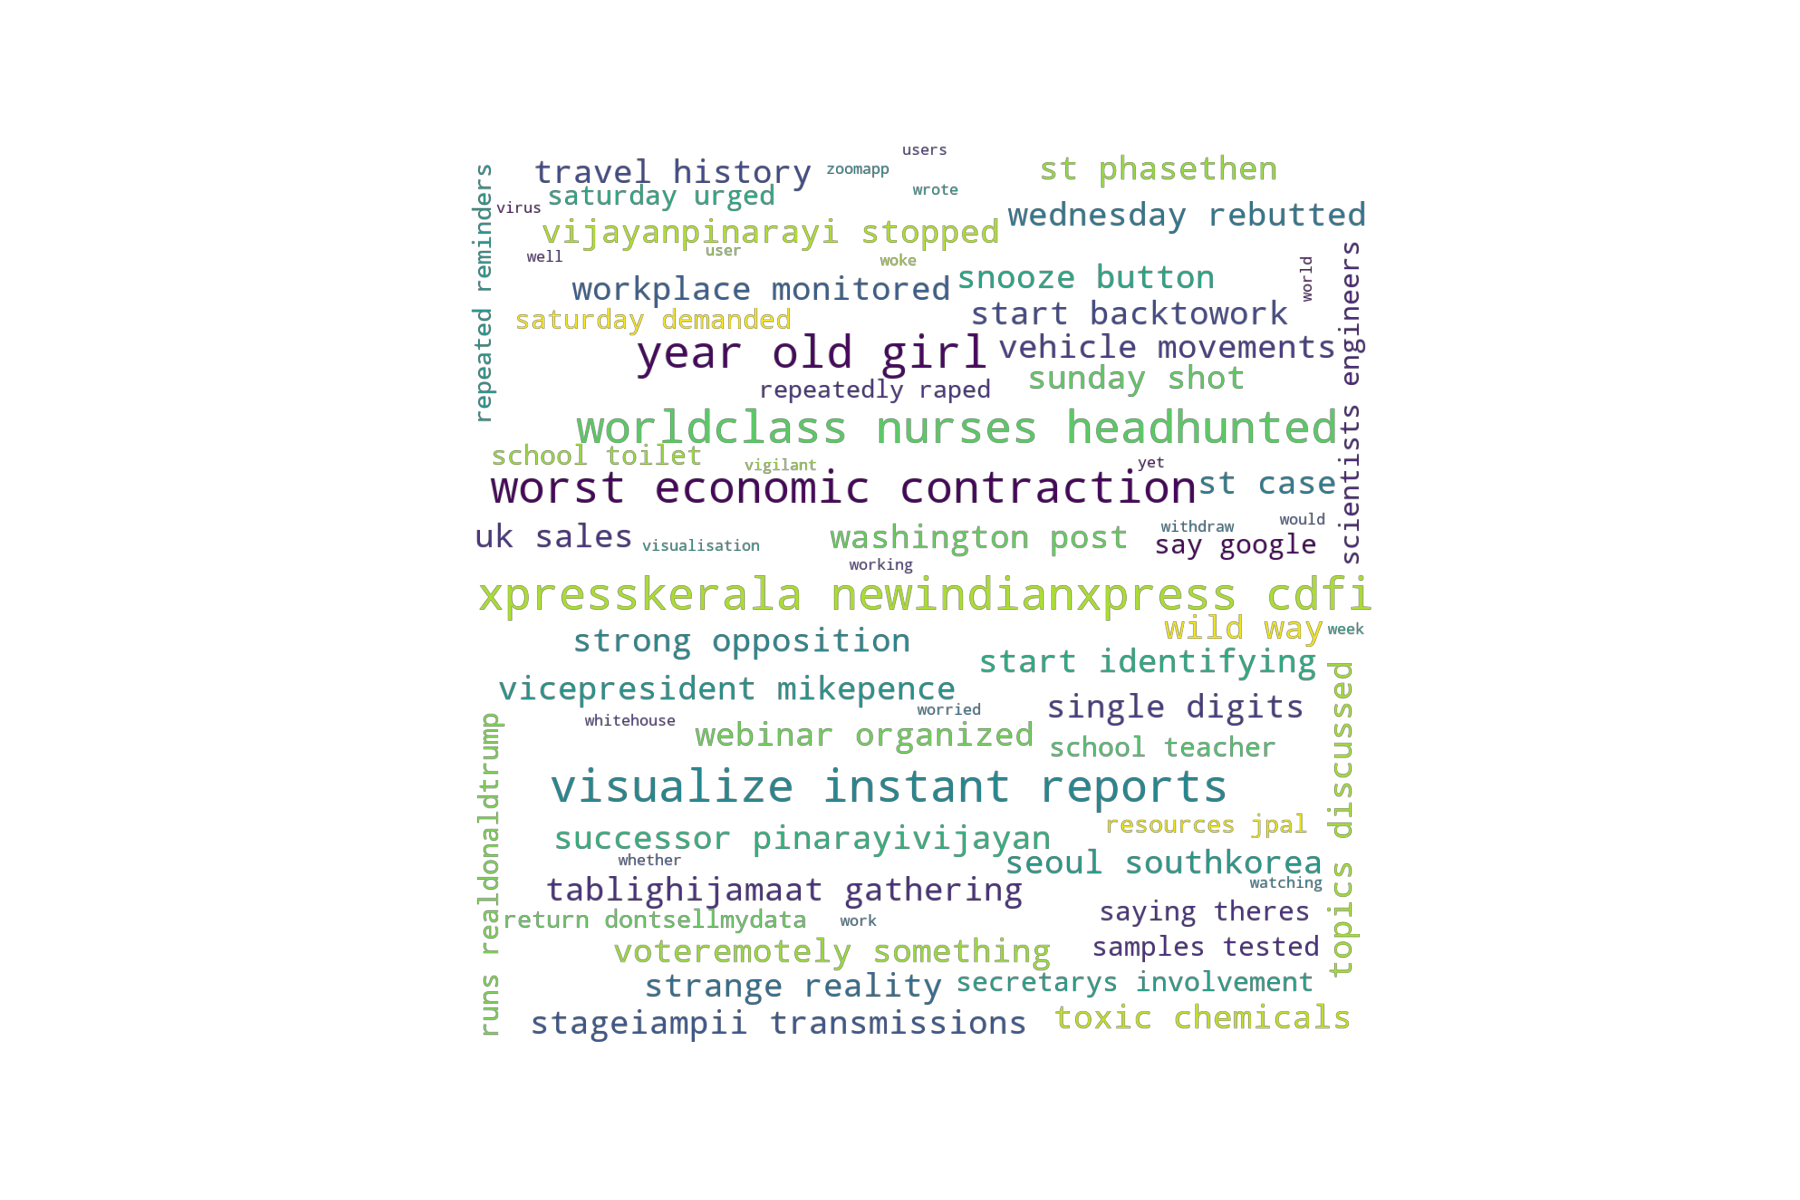 users
travel history
zoomapp
st phasethen
saturday urged
wrote
virus
wednesday rebutted
vijayanpinarayi stopped
user
well
woke
repeated reminders
world
workplace monitored
snooze button
saturday demanded
start backtowork
scientists engineers
year old girl
vehicle movements
repeatedly raped
sunday shot
worldclass nurses headhunted
school toilet
vigilant
yet
worst economic contraction
st case
uk sales
visualisation
washington post
withdraw
would
say google
working
xpresskerala newindianxpress cdfi
wild way
week
strong opposition
start identifying
vicepresident mikepence
single digits
whitehouse
worried
webinar organized
school teacher
topics discussed
runs realdonaldtrump
visualize instant reports
resources jpal
successor pinarayivijayan
whether
seoul southkorea
tablighijamaat gathering
watching
return dontsellmydata
work
saying theres
voteremotely something
samples tested
strange reality
secretarys involvement
stageiampii transmissions
toxic chemicals